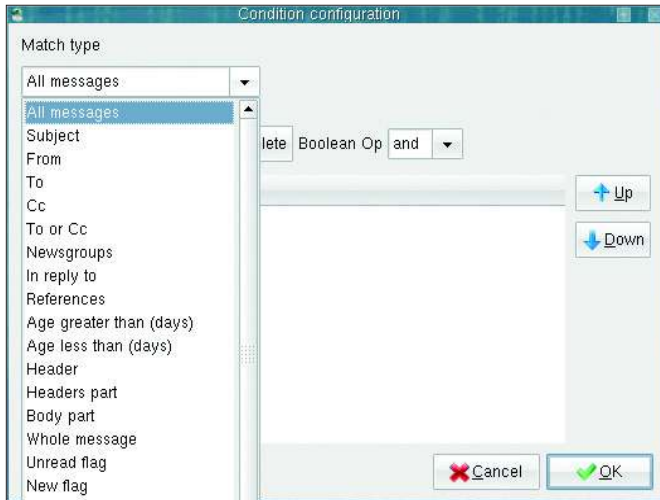 Condition configuration
Match type
All messages
All messages
Subject
From
To
Cc
To or Cc
Newsgroups
In reply to
References
Age greater than (days)
Age less than (days)
Header
Headers part
Body part
Whole message
Unread flag
New flag
lete Boolean Op and
Up
Down
Cancel OK